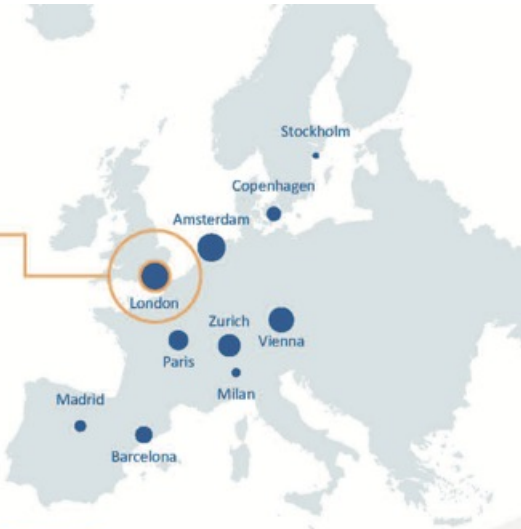 Stockholm
Copenhagen
Amsterdam
London
Zurich
Vienna
Paris
Milan
Madrid
Barcelona